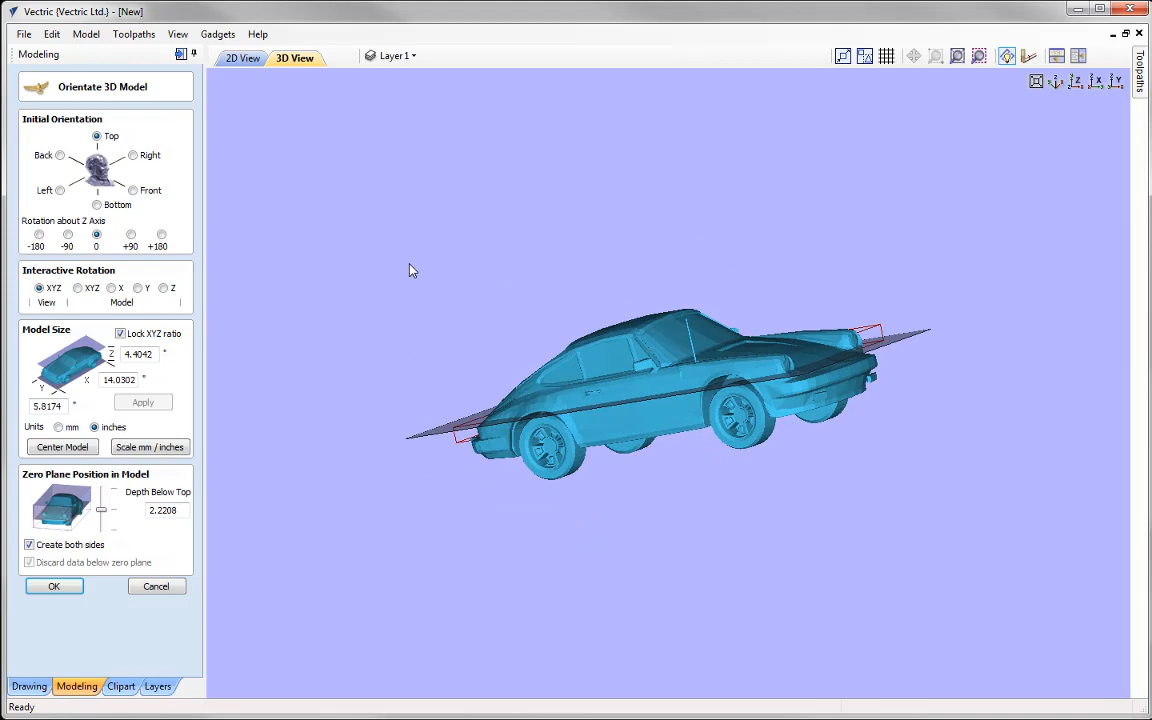 Vectric {Vectric Ltd.} - [New]
File Edit Model Toolpaths View Gadgets Help
Modeling
2D View 3D View Layer 1
Toolpaths
Orientate 3D Model
Initial Orientation
Top
Back Right
Left Front
Bottom
Rotation about Z Axis
-180 -90 0 +90 +180
Interactive Rotation
XYZ XYZ X Y Z
View Model
Model Size
Lock XYZ ratio
Z 4.4042 "
Y X 14.0302 "
5.8174 " Apply
Units mm inches
Center Model Scale mm / inches
Zero Plane Position in Model
Depth Below Top
2.2208
Create both sides
Discard data below zero plane
OK Cancel
Drawing Modeling Clipart Layers
Ready